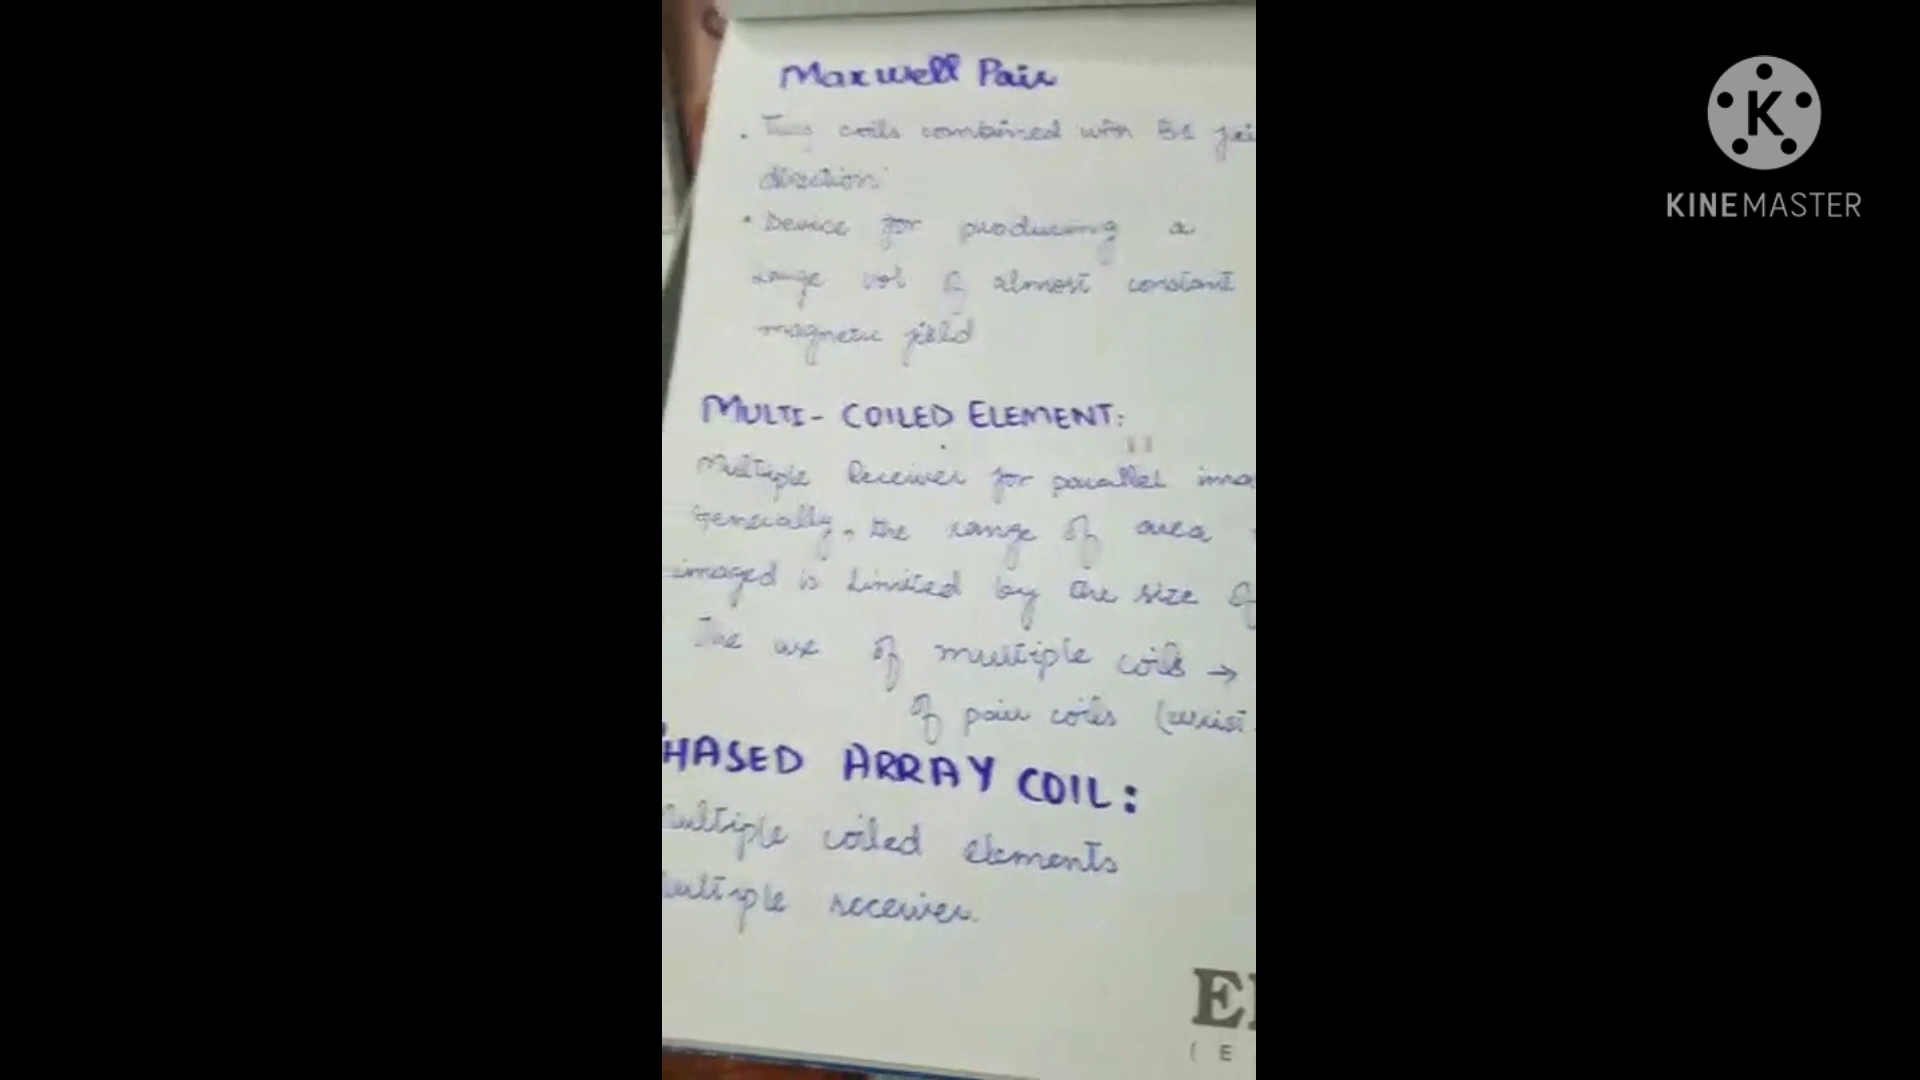 Maxwell Pair
. Two coils combined with
direction.
• Device for producing a
Large vol of almost constant
magnetic field
MULTI- COILED ELEMENT:
Multiple Receiver for parallel
Generally, the range of area
imaged is limited by the size of
The use of multiple coils →
of pair coils (wrist
HASED ARRAY COIL:
ultiple coiled elements
ultiple receiver.
K
KINEMASTER
( E